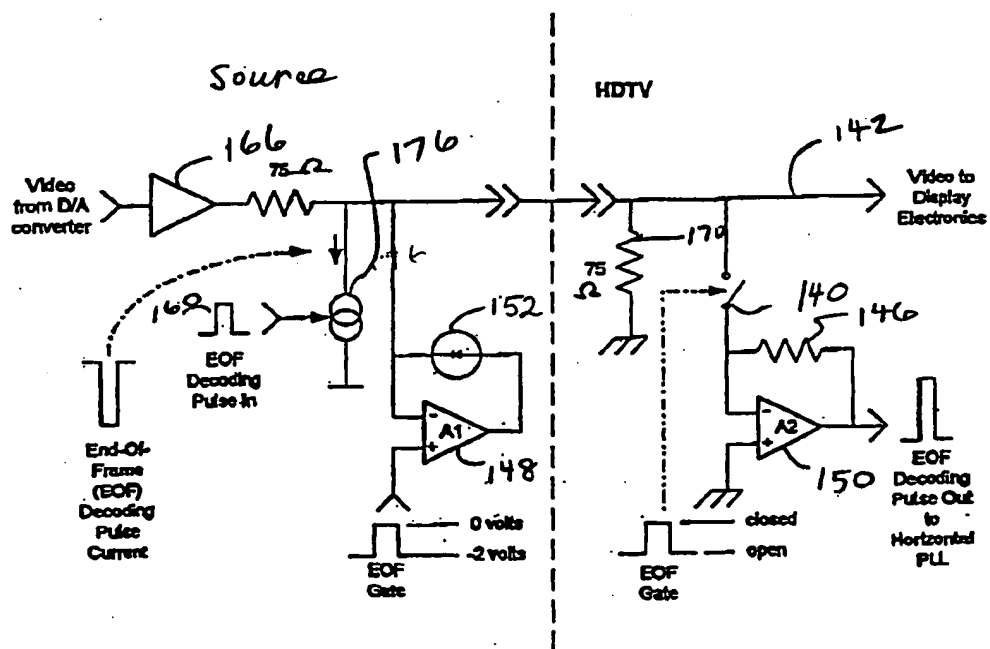 Source
HDTV
166
176
142
75 Ω
Video
from D/A
converter
Video to
Display
Electronics
170
75
Ω
160
152
140
146
EOF
Decoding
Pulse In
-
A1
+
148
-
A2
+
150
End-Of-
Frame
(EOF)
Decoding
Pulse
Current
0 volts
-2 volts
EOF
Gate
closed
open
EOF
Gate
EOF
Decoding
Pulse Out
to
Horizontal
PLL